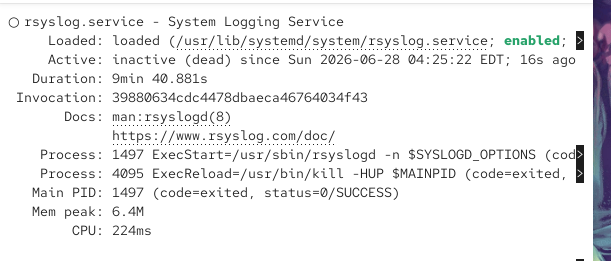 ○ rsyslog.service - System Logging Service
Loaded: loaded (/usr/lib/systemd/system/rsyslog.service; enabled; >
Active: inactive (dead) since Sun 2026-06-28 04:25:22 EDT; 16s ago
Duration: 9min 40.881s
Invocation: 39880634cdc4478dbaeca46764034f43
Docs: man:rsyslogd(8)
https://www.rsyslog.com/doc/
Process: 1497 ExecStart=/usr/sbin/rsyslogd -n $SYSLOGD_OPTIONS (cod>
Process: 4095 ExecReload=/usr/bin/kill -HUP $MAINPID (code=exited, >
Main PID: 1497 (code=exited, status=0/SUCCESS)
Mem peak: 6.4M
CPU: 224ms